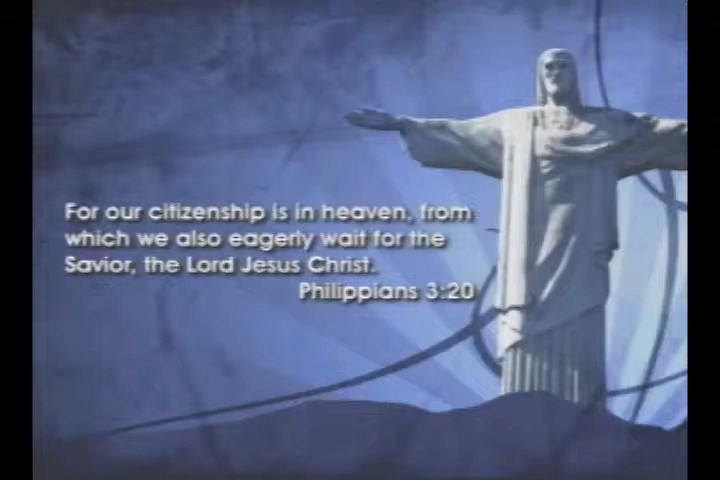 For our citizenship is in heaven, from
which we also eagerly wait for the
Savior, the Lord Jesus Christ.
Philippians 3:20